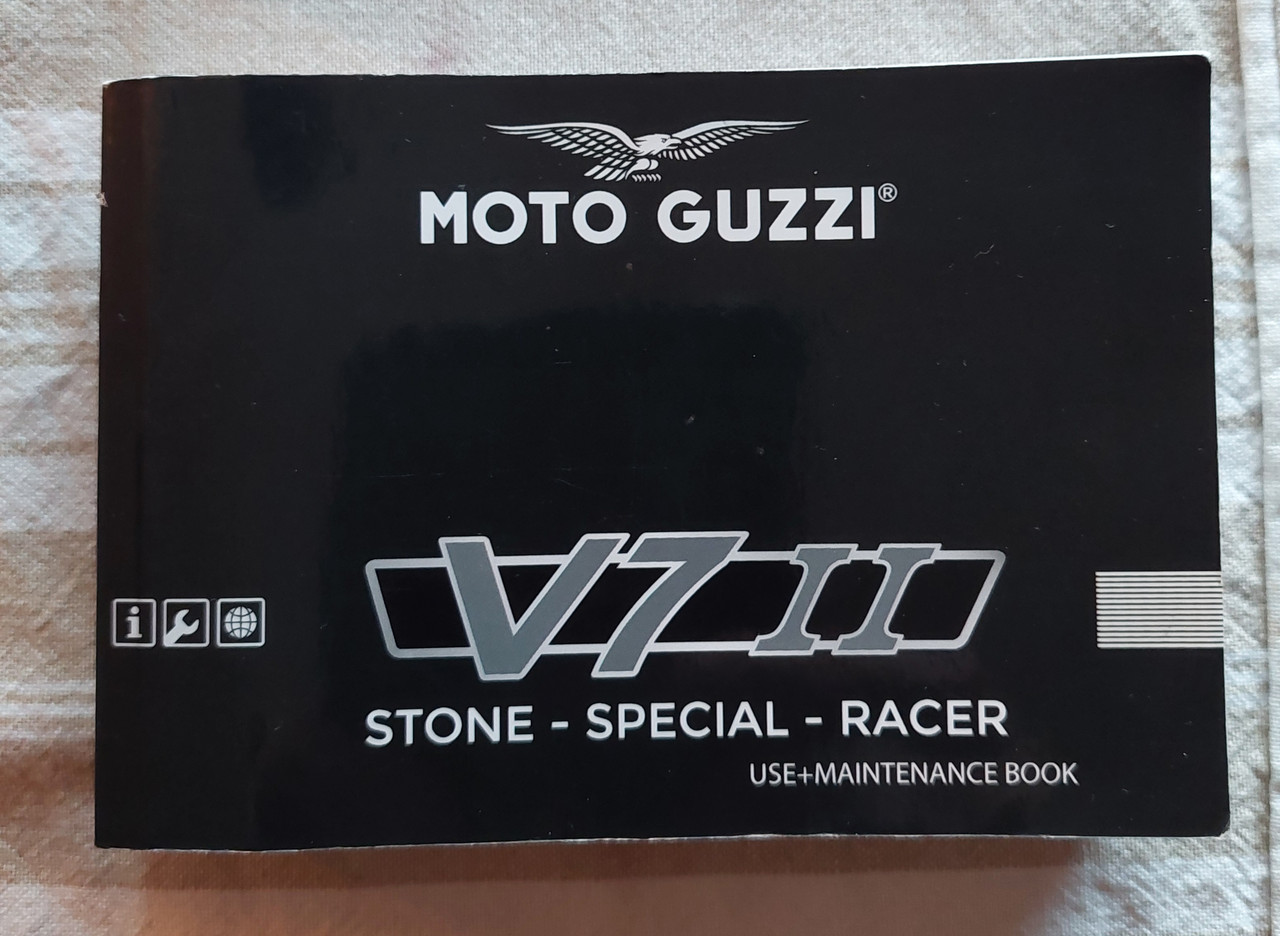 MOTO GUZZI®
V7 II
i
STONE - SPECIAL - RACER
USE+MAINTENANCE BOOK